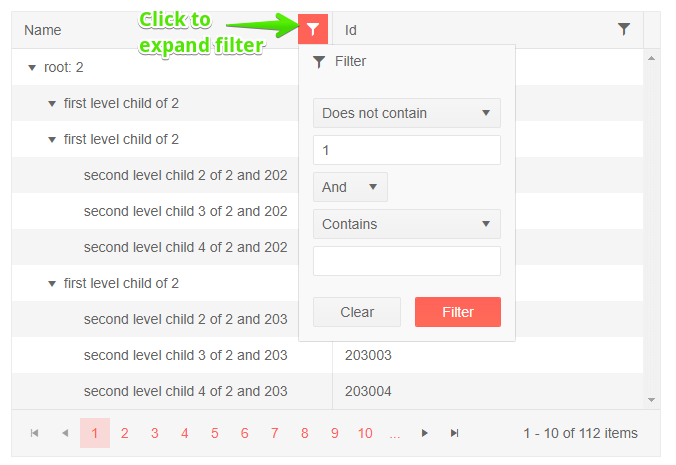 Click to
expand filter
Name
Id
root: 2
first level child of 2
first level child of 2
second level child 2 of 2 and 202
second level child 3 of 2 and 202
second level child 4 of 2 and 202
first level child of 2
second level child 2 of 2 and 203
second level child 3 of 2 and 203
203003
second level child 4 of 2 and 203
203004
Filter
Does not contain
1
And
Contains
Clear
Filter
1 2 3 4 5 6 7 8 9 10 ...
1 - 10 of 112 items